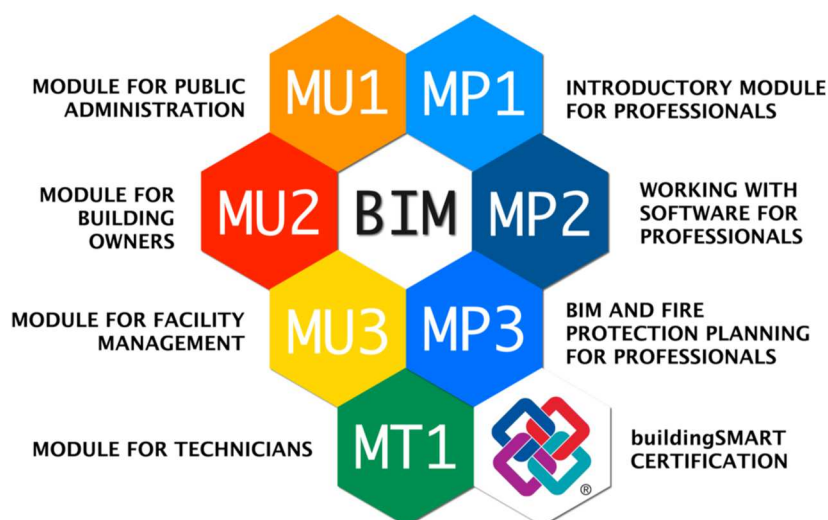 MU1
MP1
MODULE FOR PUBLIC
ADMINISTRATION
INTRODUCTORY MODULE
FOR PROFESSIONALS
MODULE FOR
BUILDING
OWNERS
MU2
BIM
MP2
WORKING WITH
SOFTWARE FOR
PROFESSIONALS
MODULE FOR FACILITY
MANAGEMENT
MU3
MP3
BIM AND FIRE
PROTECTION PLANNING
FOR PROFESSIONALS
MODULE FOR TECHNICIANS
MT1
®
buildingSMART
CERTIFICATION